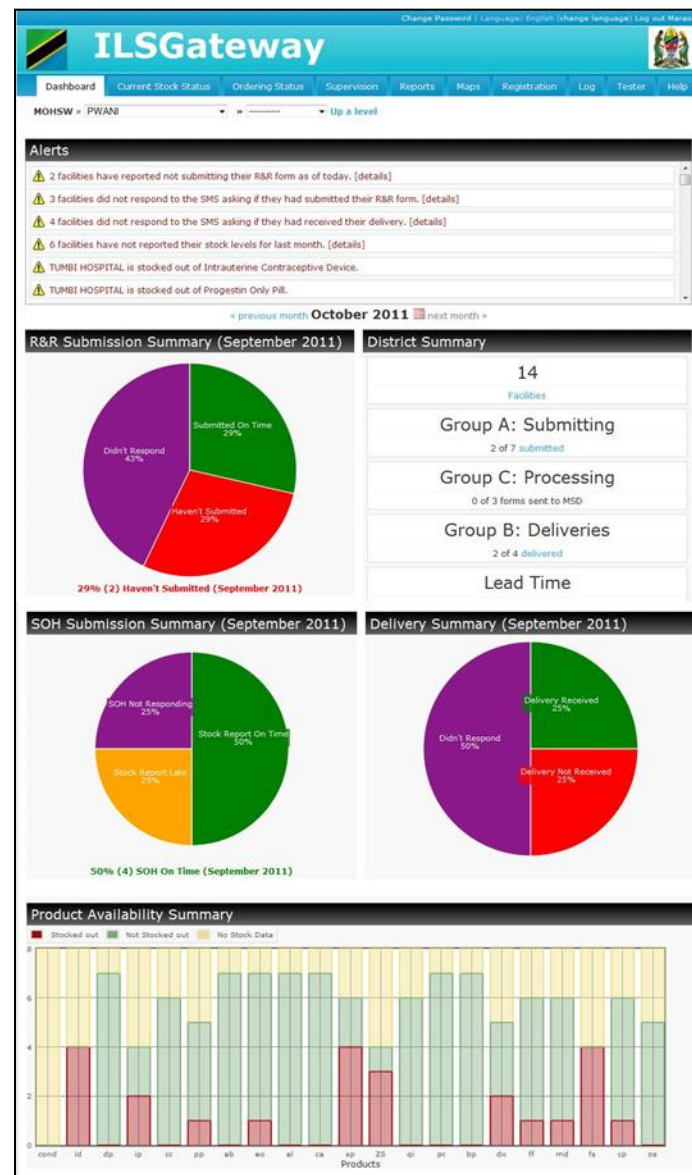 Change Password | Language: English (change language) Log out Maras
ILSGateway
Dashboard Current Stock Status Ordering Status Supervision Reports Maps Registration Log Tester Help
MOHSW » PWANI » ---------- Up a level
Alerts
2 facilities have reported not submitting their R&R form as of today. [details]
3 facilities did not respond to the SMS asking if they had submitted their R&R form. [details]
4 facilities did not respond to the SMS asking if they had received their delivery. [details]
6 facilities have not reported their stock levels for last month. [details]
TUMBI HOSPITAL is stocked out of Intrauterine Contraceptive Device.
TUMBI HOSPITAL is stocked out of Progestin Only Pill.
« previous month October 2011 next month »
R&R Submission Summary (September 2011)
Submitted On Time
29%
Didn't Respond
43%
Haven't Submitted
29%
29% (2) Haven't Submitted (September 2011)
District Summary
14
Facilities
Group A: Submitting
2 of 7 submitted
Group C: Processing
0 of 3 forms sent to MSD
Group B: Deliveries
2 of 4 delivered
Lead Time
SOH Submission Summary (September 2011)
SOH Not Responding
25%
Stock Report On Time
50%
Stock Report Late
25%
50% (4) SOH On Time (September 2011)
Delivery Summary (September 2011)
Delivery Received
25%
Didn't Respond
50%
Delivery Not Received
25%
Product Availability Summary
Stocked out Not Stocked out No Stock Data
8
6
4
2
0
cond id dp ip cc pp ab eo al ca sp ZS qi pc bp dx ff md fa cp oa
Products